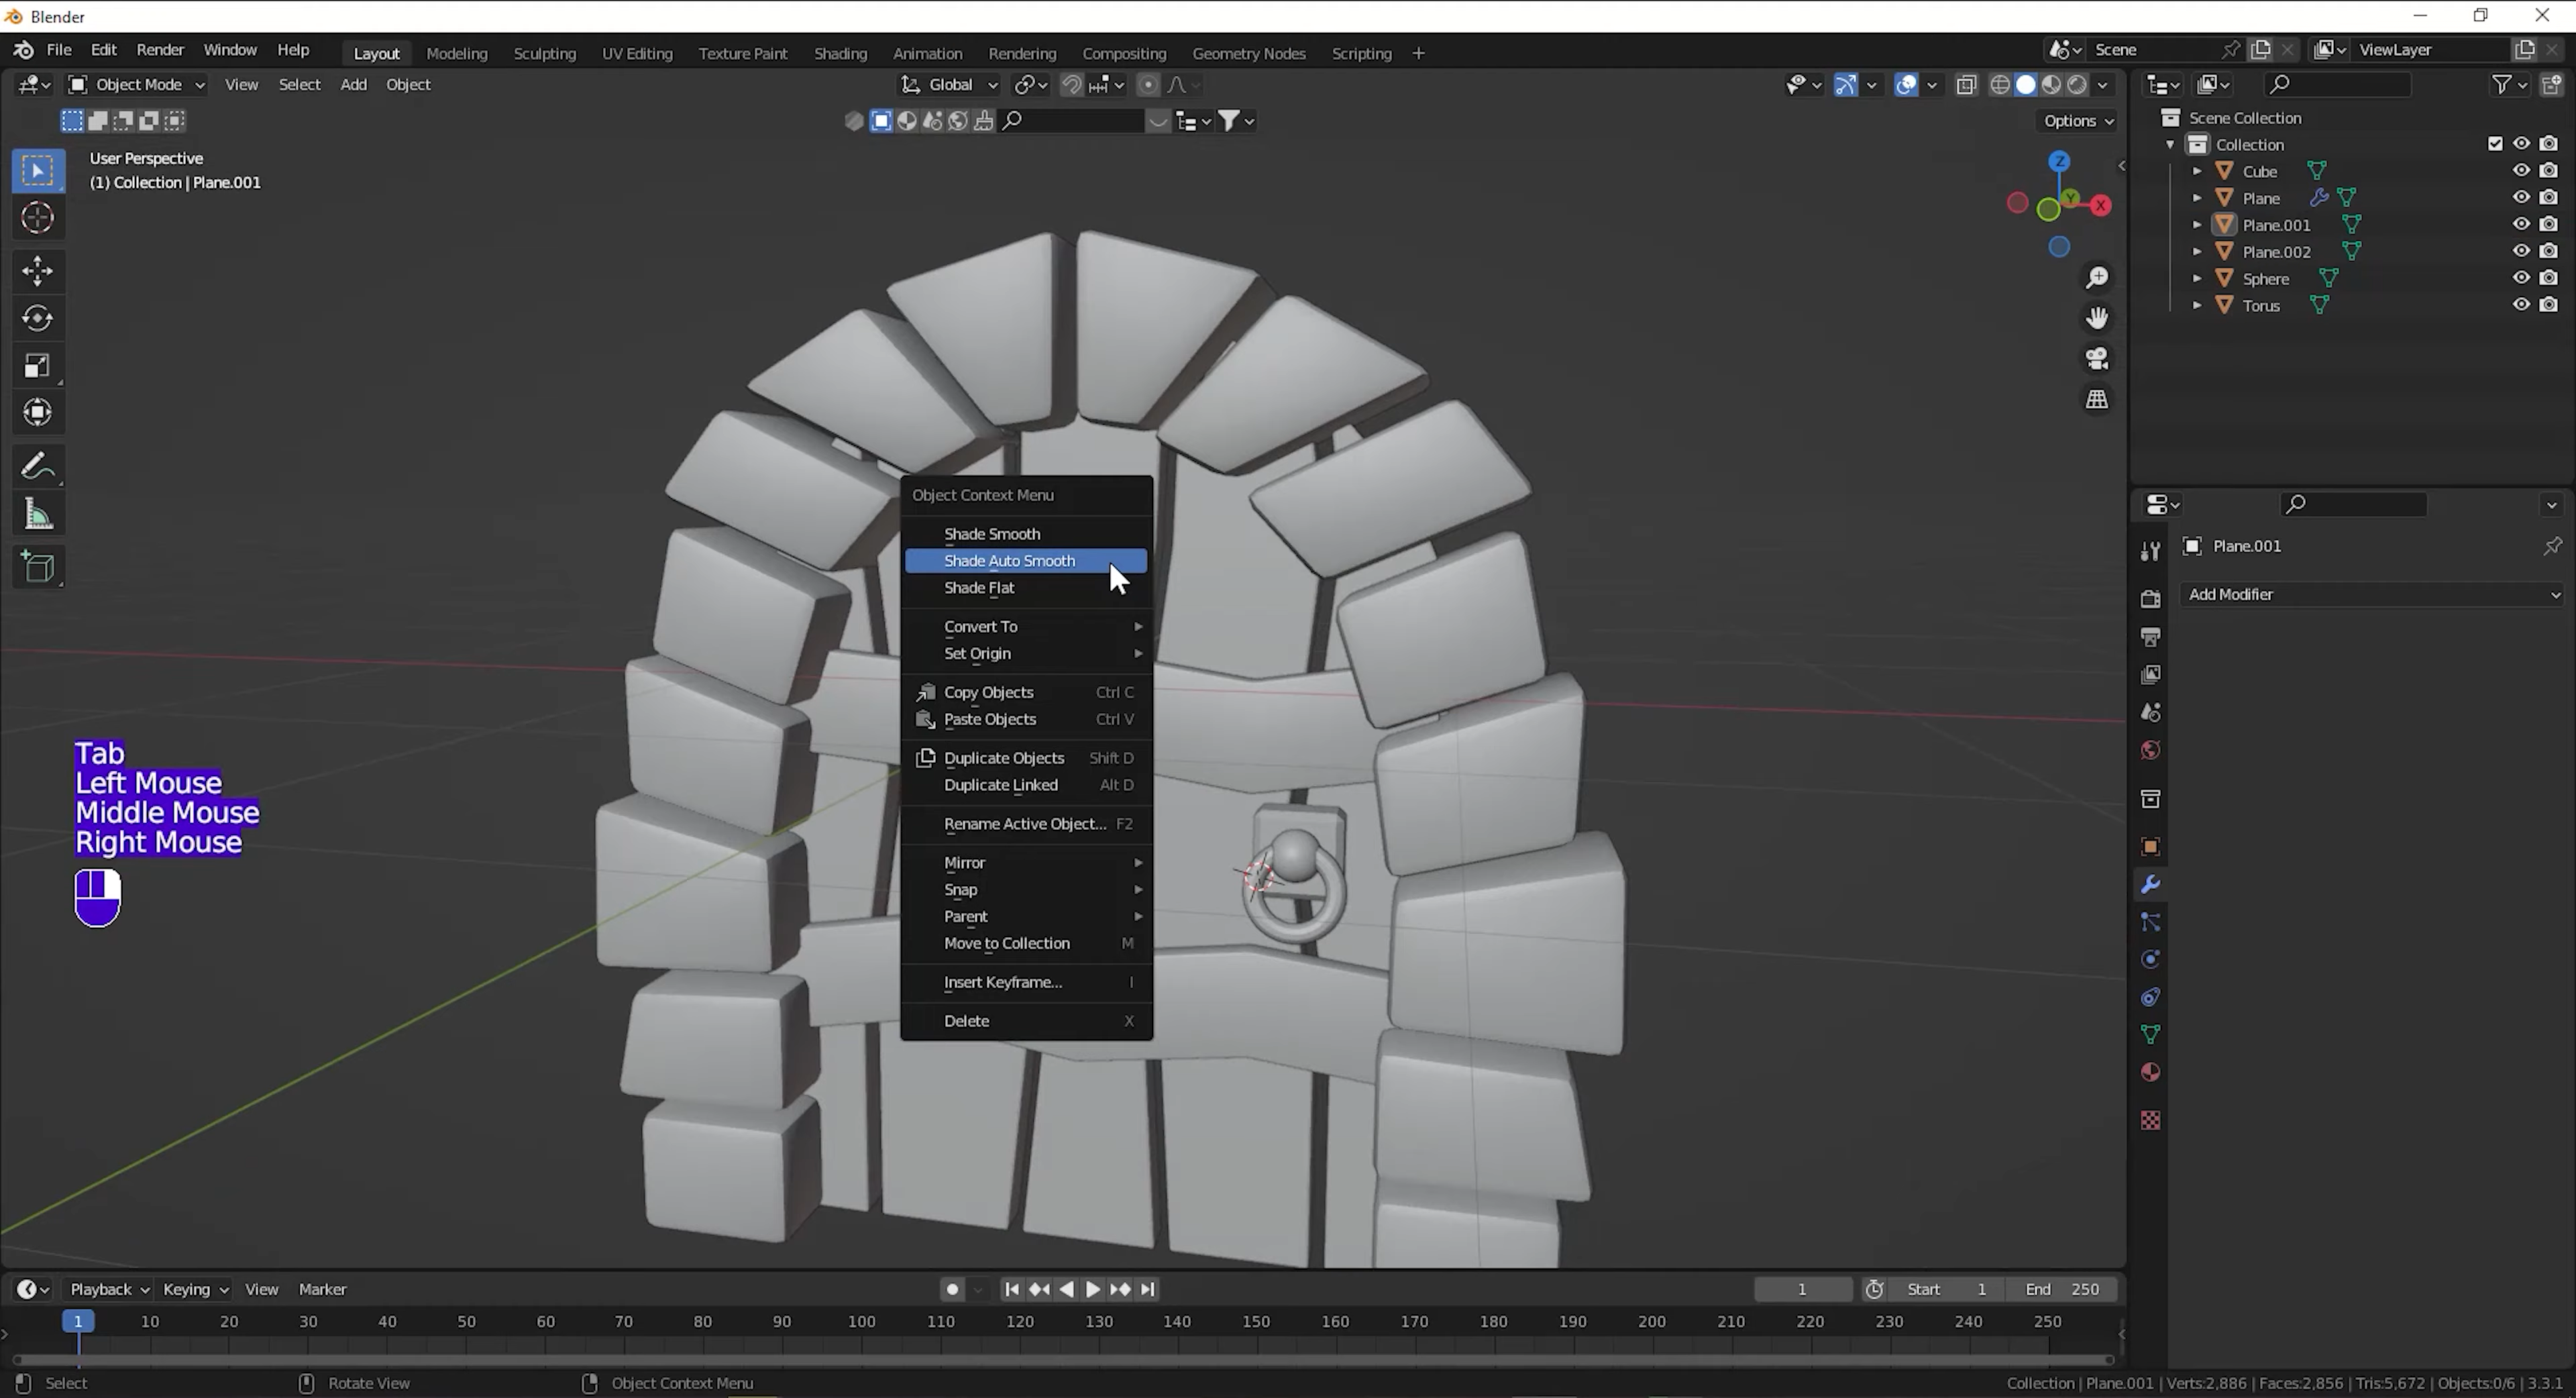 Blender
File Edit Render Window Help Layout Modeling Sculpting UV Editing Texture Paint Shading Animation Rendering Compositing Geometry Nodes Scripting + Scene ViewLayer
Object Mode View Select Add Object Global
Options
User Perspective
(1) Collection | Plane.001
Z
Y
X
Scene Collection
Collection
Cube
Plane
Plane.001
Plane.002
Sphere
Torus
Plane.001
Add Modifier
Object Context Menu
Shade Smooth
Shade Auto Smooth
Shade Flat
Convert To
Set Origin
Copy Objects Ctrl C
Paste Objects Ctrl V
Duplicate Objects Shift D
Duplicate Linked Alt D
Rename Active Object... F2
Mirror
Snap
Parent
Move to Collection M
Insert Keyframe... I
Delete X
Tab
Left Mouse
Middle Mouse
Right Mouse
Playback Keying View Marker 1 Start 1 End 250
1 10 20 30 40 50 60 70 80 90 100 110 120 130 140 150 160 170 180 190 200 210 220 230 240 250
Select Rotate View Object Context Menu Collection | Plane.001 | Verts:2,886 | Faces:2,856 | Tris:5,672 | Objects:0/6 | 3.3.1